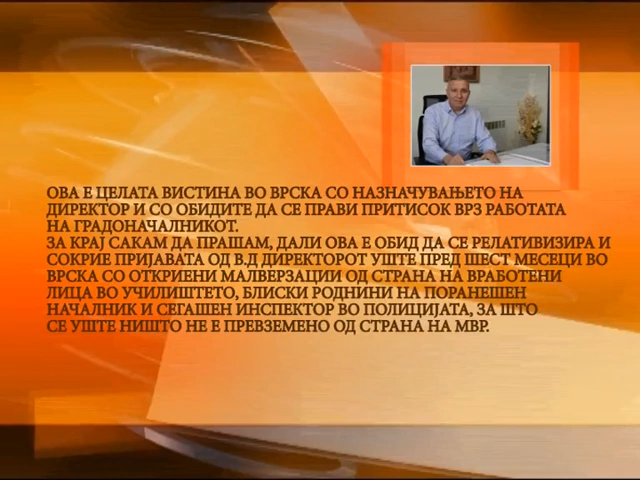 ОВА Е ЦЕЛАТА ВИСТИНА ВО ВРСКА СО НАЗНАЧУВАЊЕТО НА
ДИРЕКТОР И СО ОБИДИТЕ ДА СЕ ПРАВИ ПРИТИСОК ВРЗ РАБОТАТА
НА ГРАДОНАЧАЛНИКОТ.
ЗА КРАЈ САКАМ ДА ПРАШАМ, ДАЛИ ОВА Е ОБИД ДА СЕ РЕЛАТИВИЗИРА И
СОКРИЕ ПРИЈАВАТА ОД В.Д ДИРЕКТОРОТ УШТЕ ПРЕД ШЕСТ МЕСЕЦИ ВО
ВРСКА СО ОТКРИЕНИ МАЛВЕРЗАЦИИ ОД СТРАНА НА ВРАБОТЕНИ
ЛИЦА ВО УЧИЛИШТЕТО, БЛИСКИ РОДНИНИ НА ПОРАНЕШЕН
НАЧАЛНИК И СЕГАШЕН ИНСПЕКТОР ВО ПОЛИЦИЈАТА, ЗА ШТО
СЕ УШТЕ НИШТО НЕ Е ПРЕВЗЕМЕНО ОД СТРАНА НА МВР.